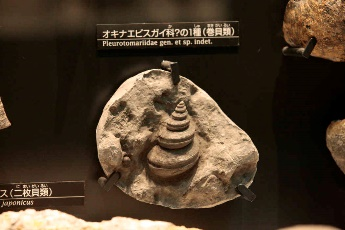 オキナエビスガイ科?の1種(巻貝類)
Pleurotomariidae gen. et sp. indet.
ス(二枚貝類)
japonicus